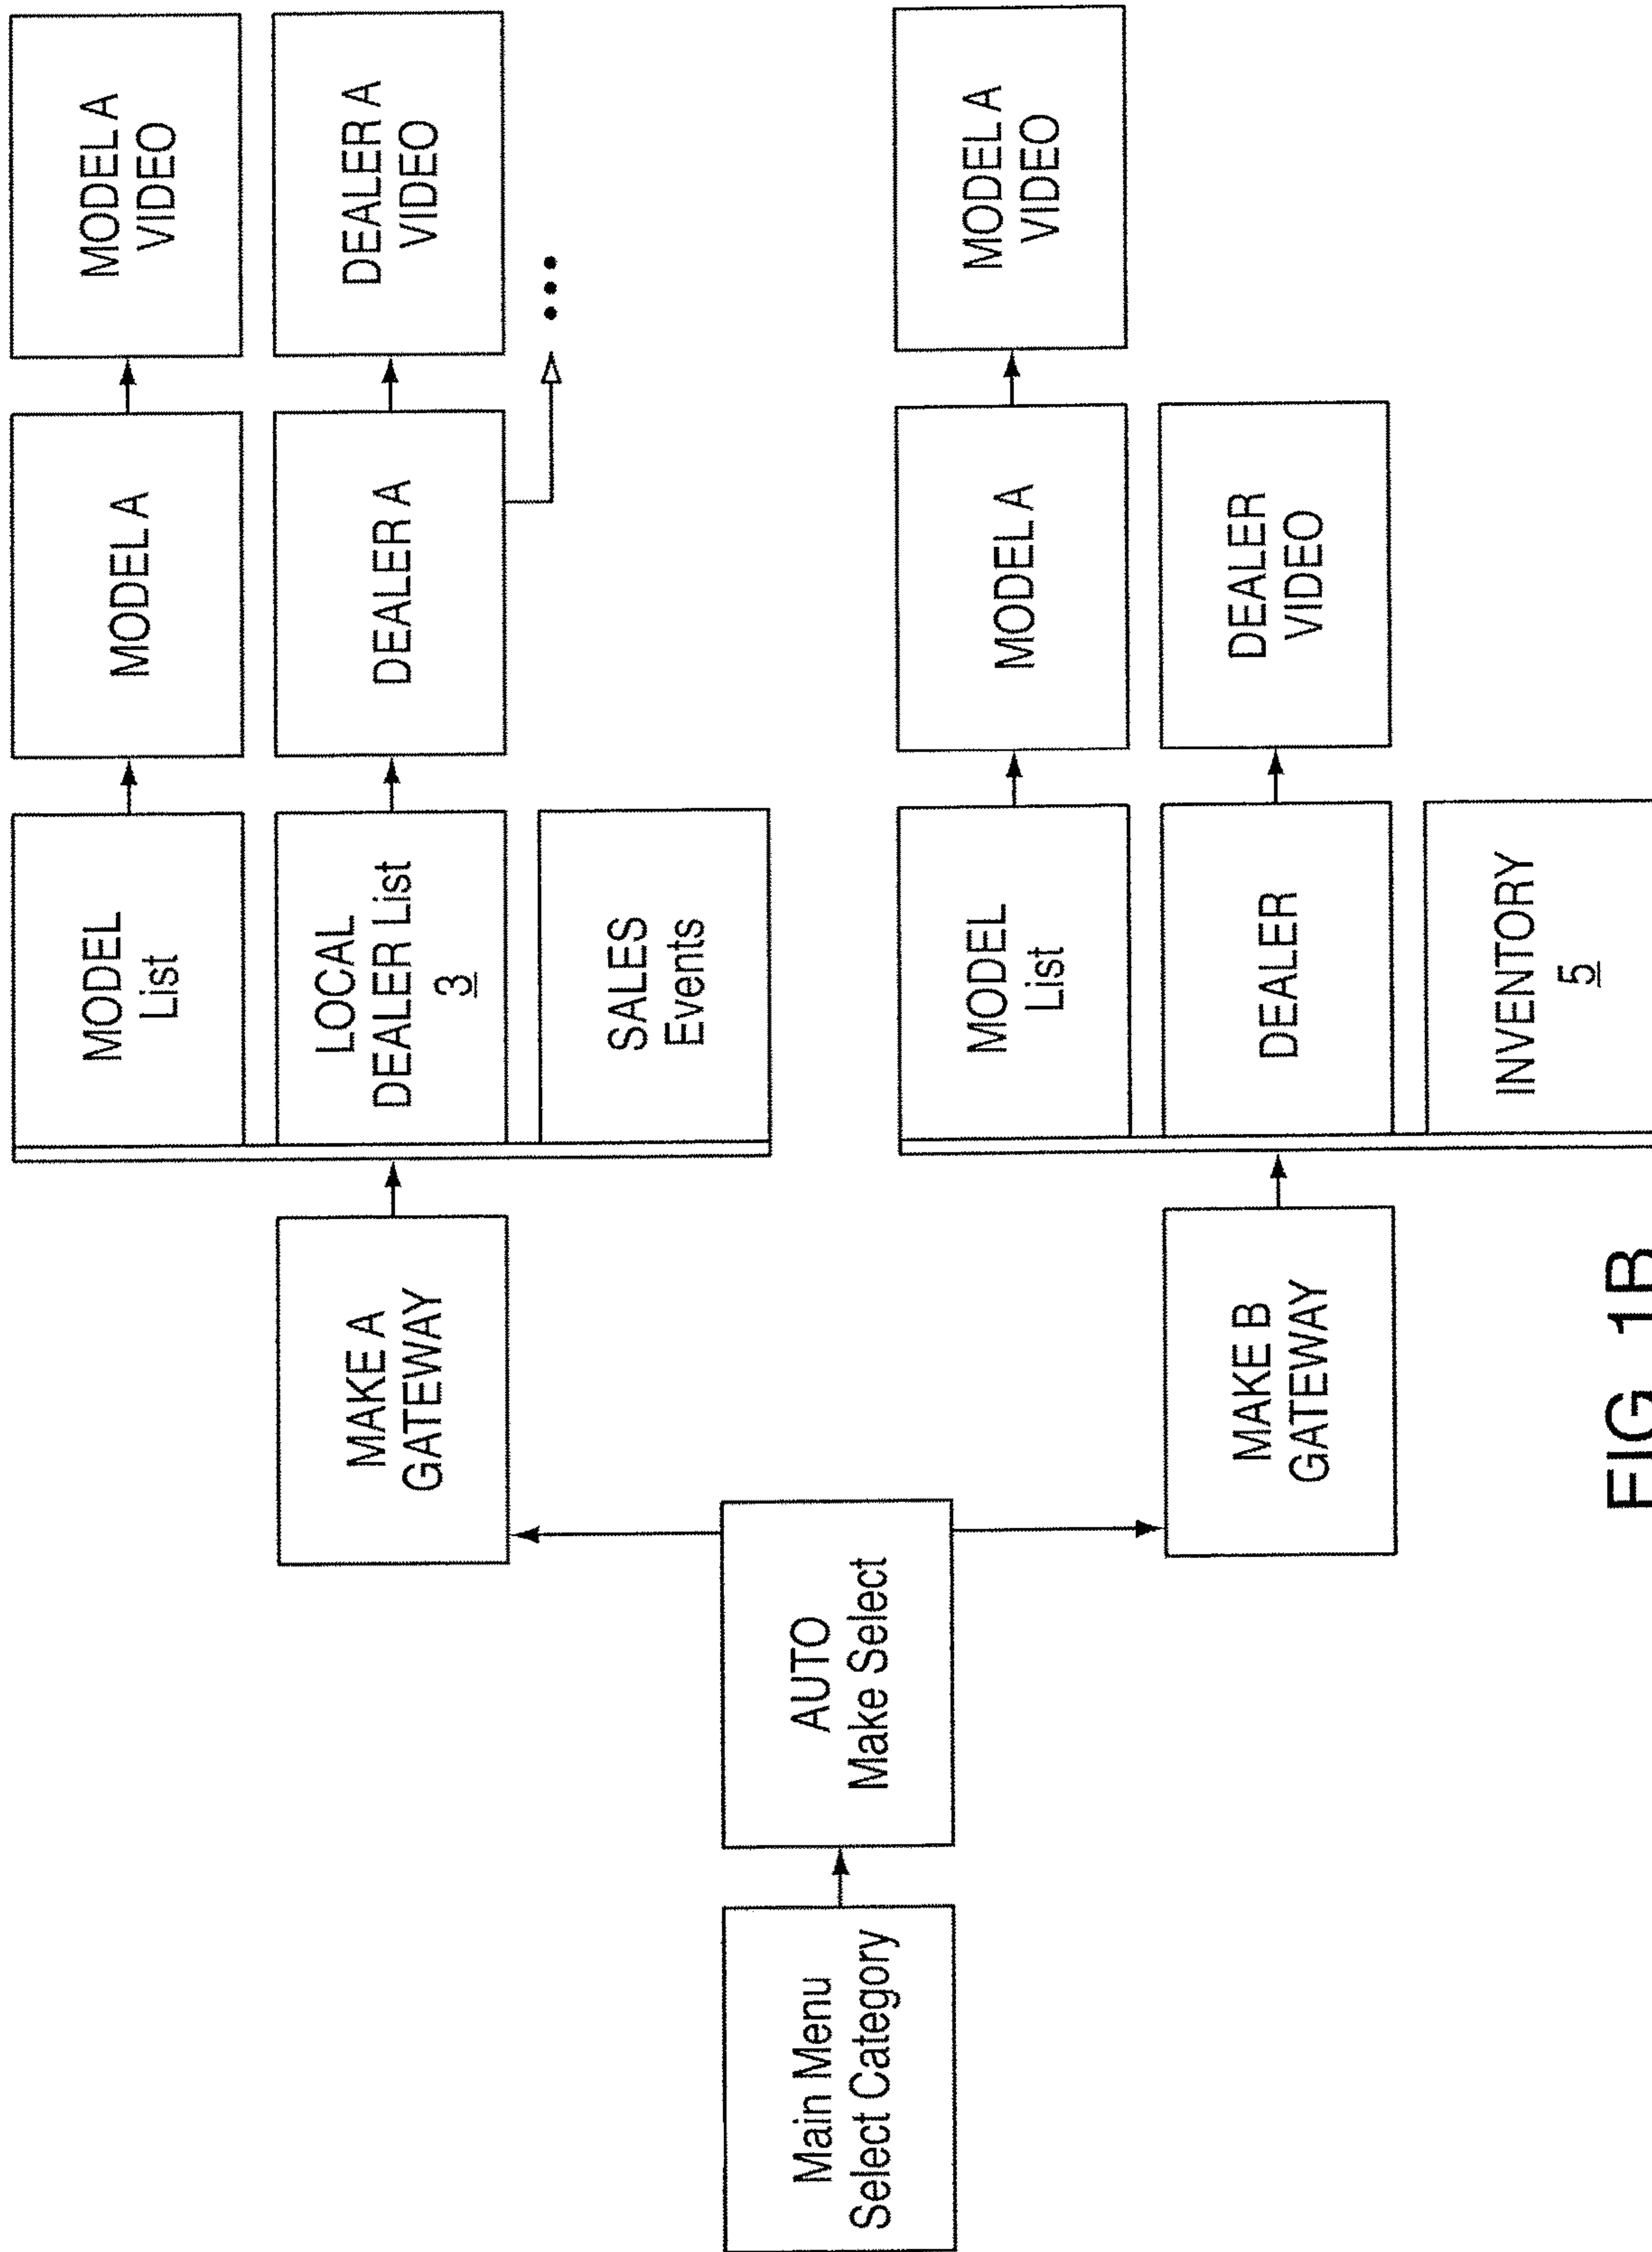 Main Menu
Select Category
AUTO
Make Select
MAKE A
GATEWAY
MODEL
List
MODEL A
MODEL A
VIDEO
LOCAL
DEALER List
3
DEALER A
DEALER A
VIDEO
SALES
Events
MAKE B
GATEWAY
MODEL
List
MODEL A
MODEL A
VIDEO
DEALER
DEALER
VIDEO
INVENTORY
5
FIG. 1B